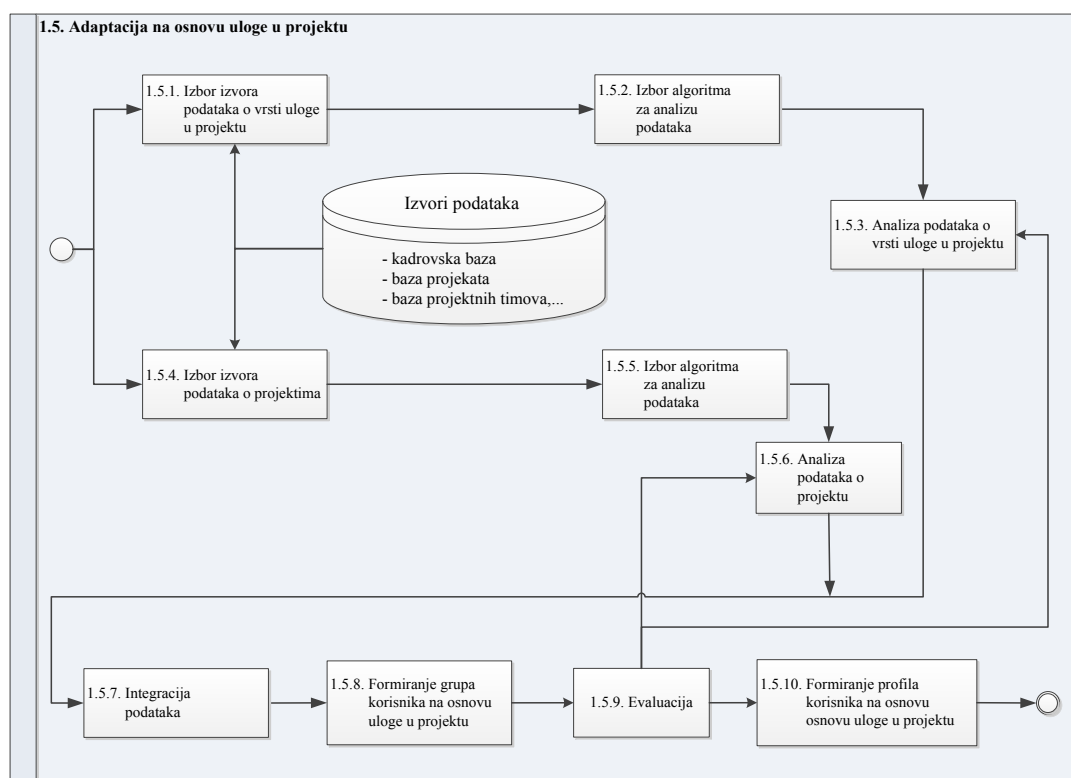 1.5. Adaptacija na osnovu uloge u projektu
1.5.1. Izbor izvora
podataka o vrsti uloge
u projektu
1.5.2. Izbor algoritma
za analizu
podataka
Izvori podataka
- kadrovska baza
- baza projekata
- baza projektnih timova,...
1.5.3. Analiza podataka o
vrsti uloge u projektu
1.5.4. Izbor izvora
podataka o projektima
1.5.5. Izbor algoritma
za analizu
podataka
1.5.6. Analiza
podataka o
projektu
1.5.7. Integracija
podataka
1.5.8. Formiranje grupa
korisnika na osnovu
uloge u projektu
1.5.9. Evaluacija
1.5.10. Formiranje profila
korisnika na osnovu
osnovu uloge u projektu